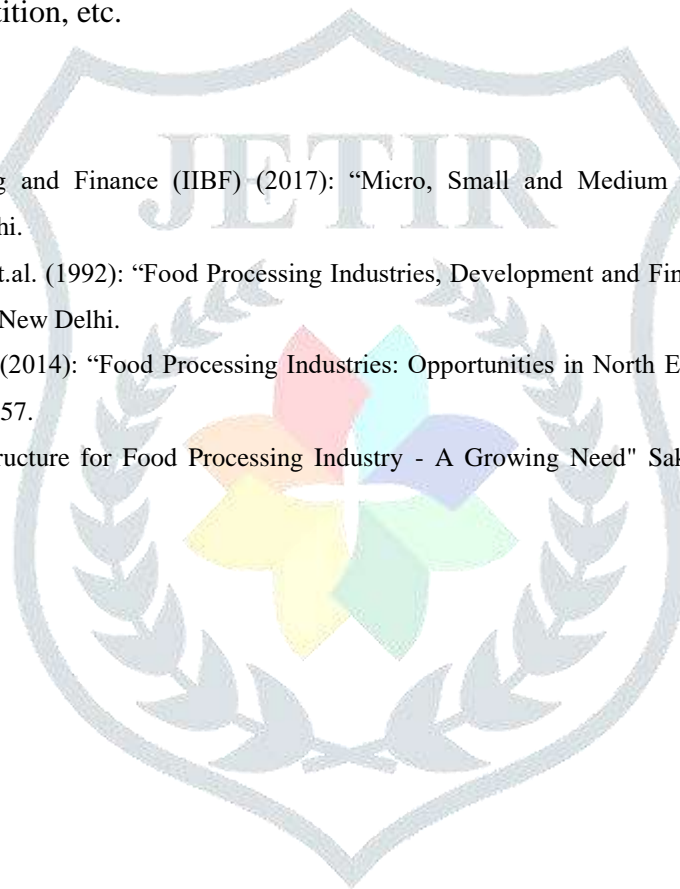 tition, etc.
JETIR
g and Finance (IIBF) (2017): “Micro, Small and Medium
hi.
t.al. (1992): “Food Processing Industries, Development and Fin
New Delhi.
(2014): “Food Processing Industries: Opportunities in North E
57.
ructure for Food Processing Industry - A Growing Need" Sak